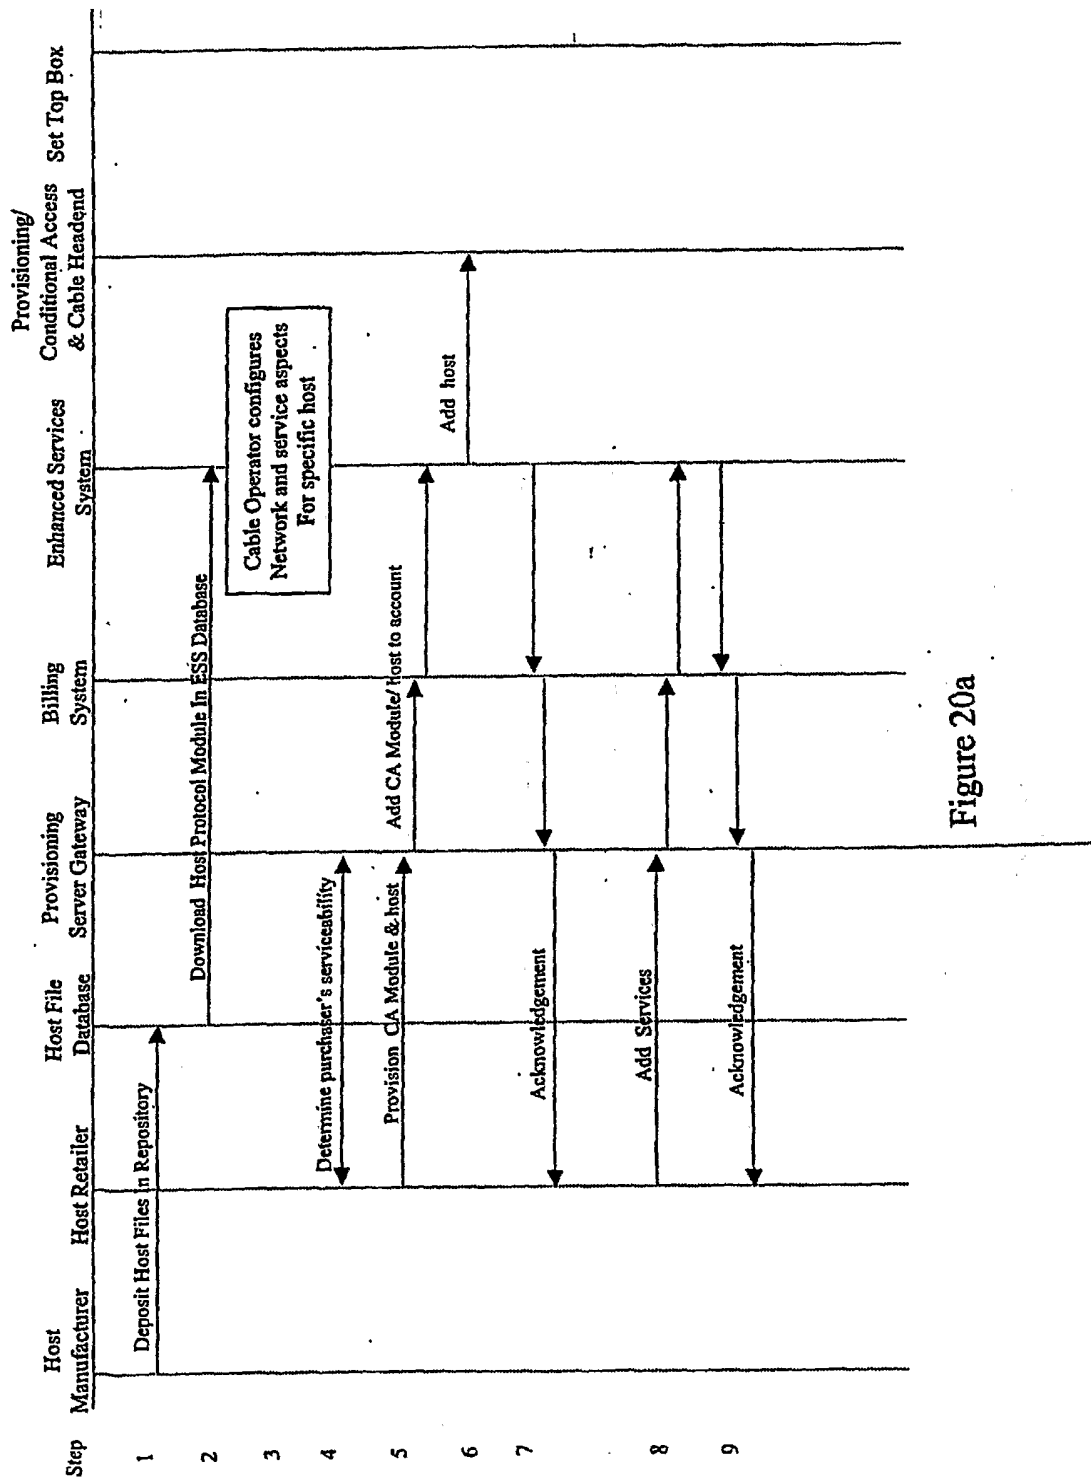 Step
Host
Manufacturer
Host Retailer
Host File
Database
Provisioning
Server Gateway
Billing
System
Enhanced Services
System
Provisioning/
Conditional Access
& Cable Headend
Set Top Box
1
Deposit Host Files in Repository
2
Download Host Protocol Module In ESS Database
3
Cable Operator configures
Network and service aspects
For specific host
4
Determine purchaser's serviceability
5
Provision CA Module & host
Add CA Module/ host to account
6
Add host
7
Acknowledgement
8
Add Services
9
Acknowledgement
Figure 20a